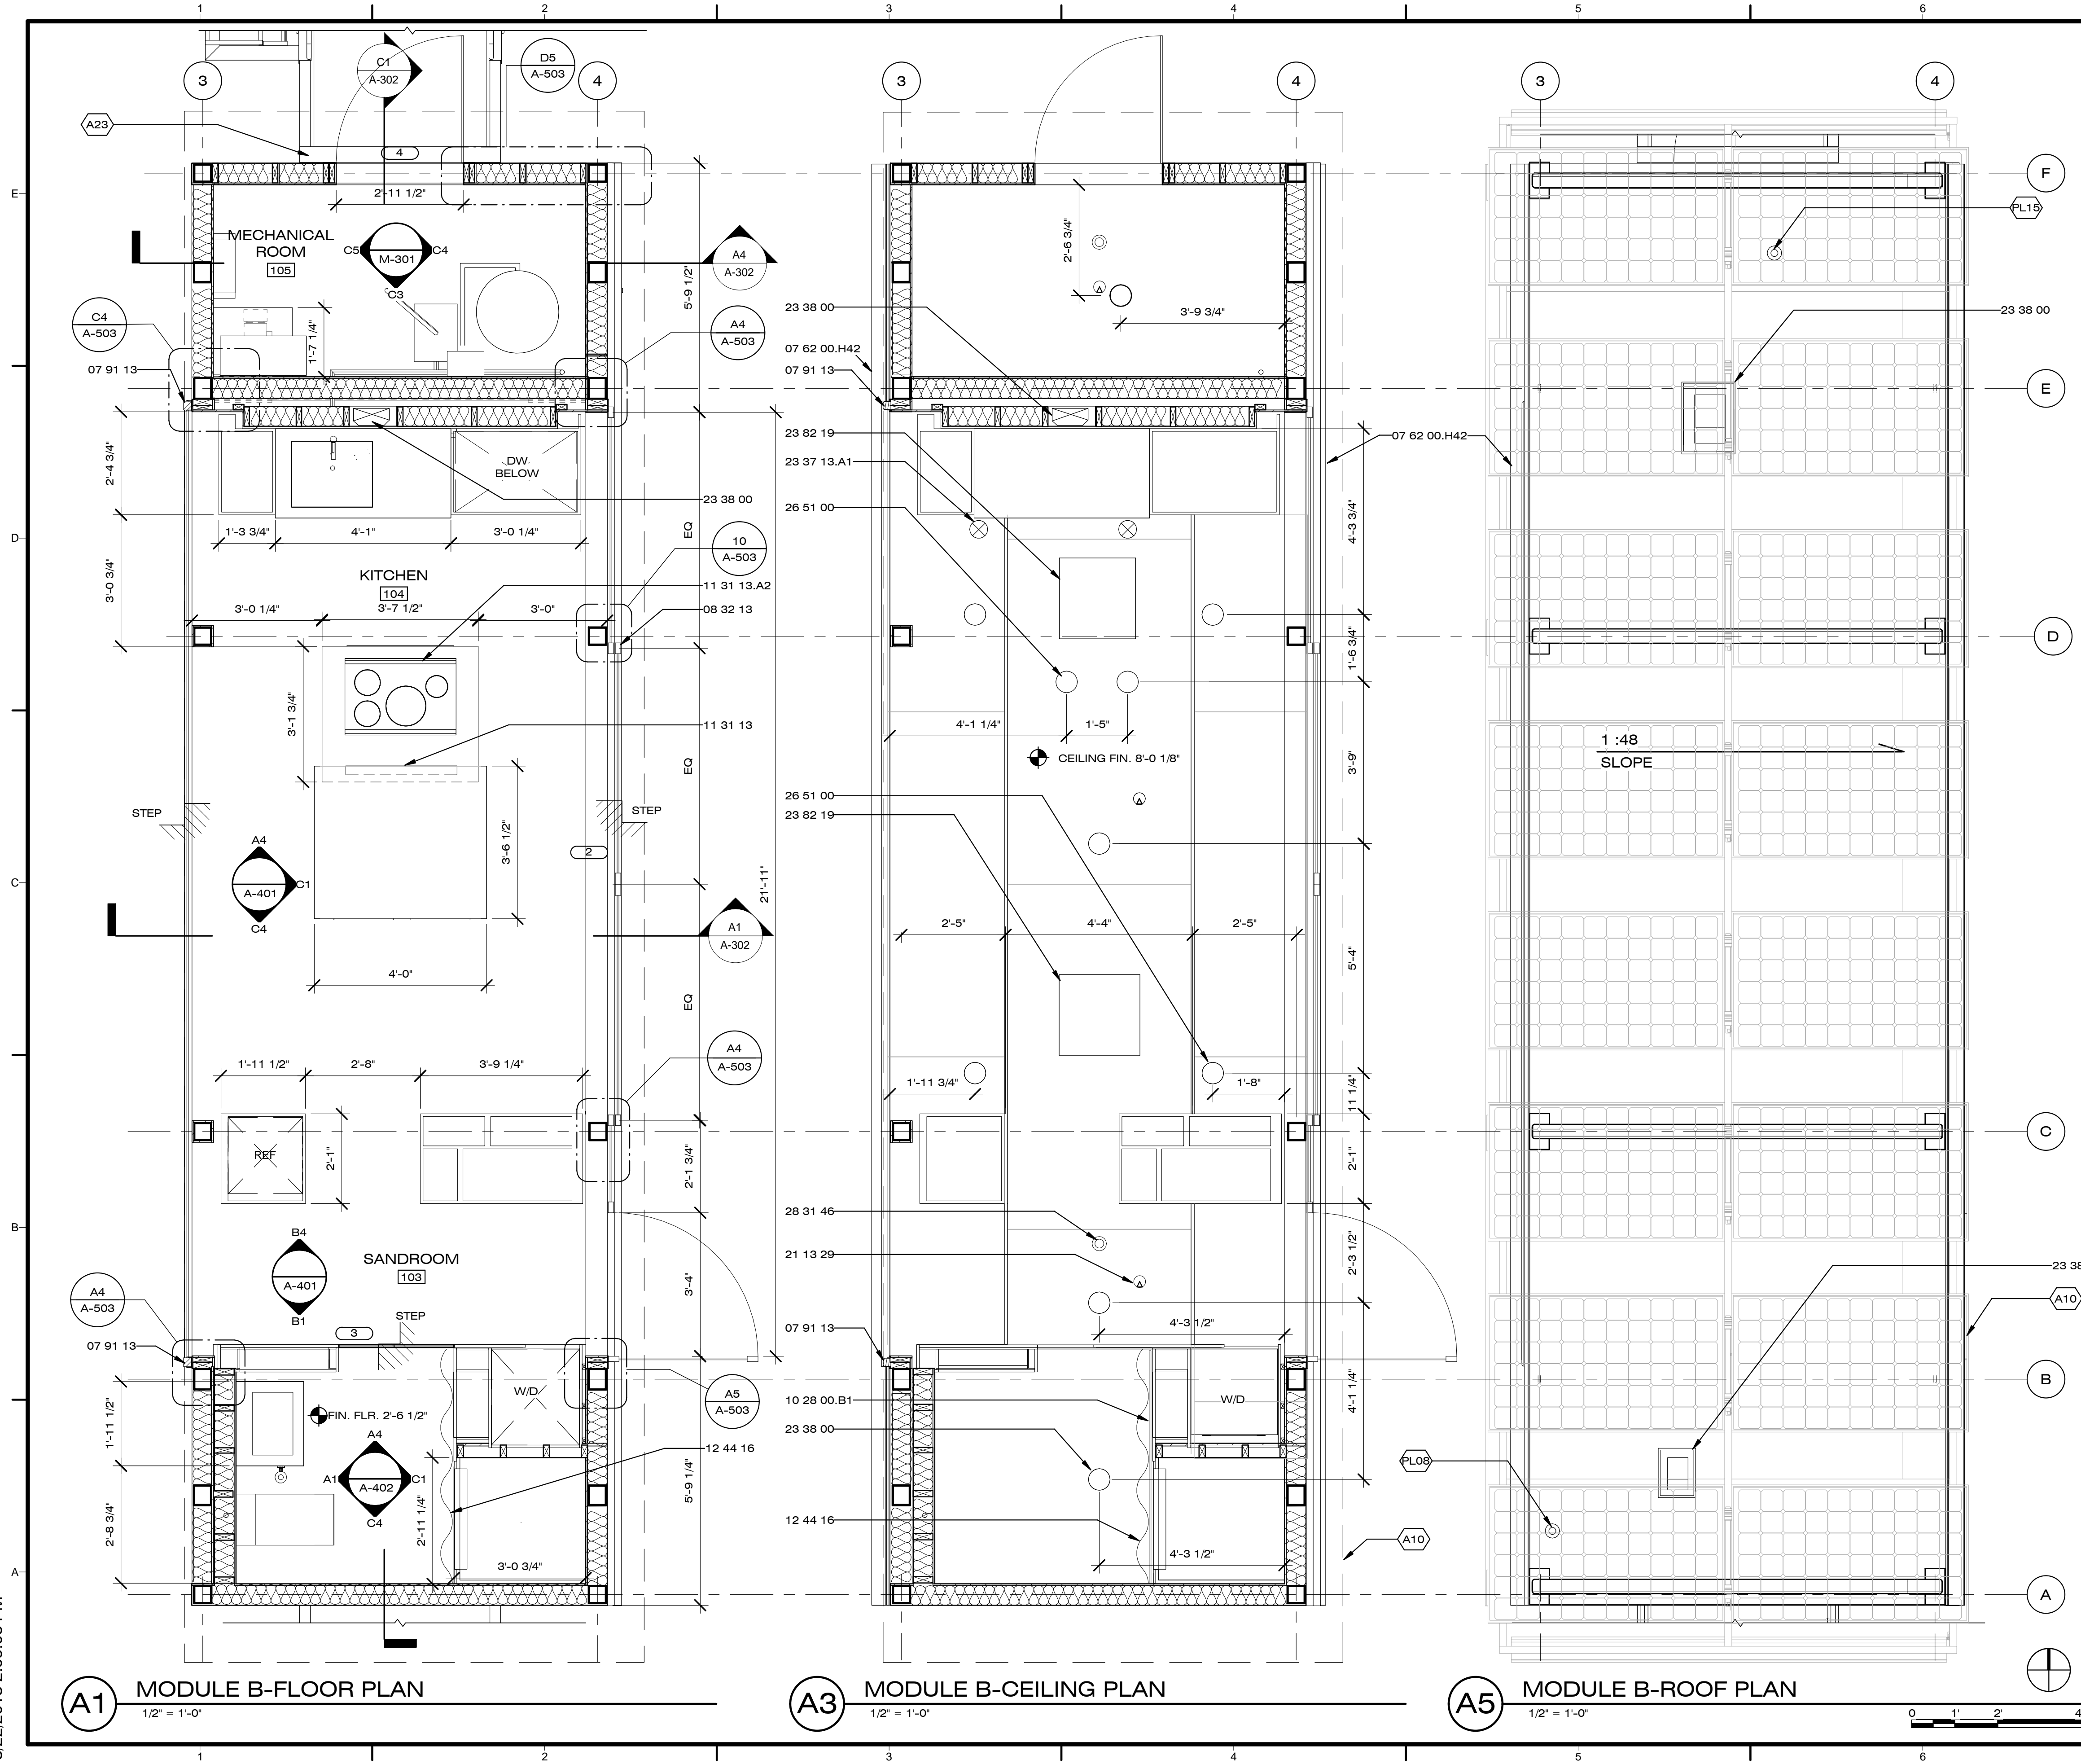 1
2
3
4
5
6
C1
A-302
D5
A-503
3
4
3
4
3
4
A23
4
E
F
2'-11 1/2"
PL15
MECHANICAL
ROOM
105
C5
M-301
C4
C3
A4
A-302
5'-9 1/2"
2'-6 3/4"
C4
A-503
1'-7 1/4"
A4
A-503
23 38 00
3'-9 3/4"
23 38 00
07 62 00.H42
07 91 13
07 91 13
E
2'-4 3/4"
DW
BELOW
23 82 19
07 62 00.H42
23 37 13.A1
23 38 00
26 51 00
4'-3 3/4"
EQ
1'-3 3/4"
4'-1"
3'-0 1/4"
D
10
A-503
3'-0 3/4"
KITCHEN
104
11 31 13.A2
3'-0 1/4"
3'-7 1/2"
3'-0"
08 32 13
1'-6 3/4"
D
3'-1 3/4"
11 31 13
4'-1 1/4"
1'-5"
EQ
3'-9"
1 :48
SLOPE
CEILING FIN. 8'-0 1/8"
26 51 00
23 82 19
STEP
STEP
3'-6 1/2"
2
A4
A-401
C1
C4
C
21'-11"
A1
A-302
2'-5"
4'-4"
2'-5"
5'-4"
4'-0"
EQ
A4
A-503
1'-11 1/2"
2'-8"
3'-9 1/4"
1'-11 3/4"
1'-8"
11 1/4"
C
REF
2'-1"
2'-1 3/4"
2'-1"
28 31 46
B
B4
A-401
B1
SANDROOM
103
21 13 29
2'-3 1/2"
3'-4"
23 38
A10
A4
A-503
STEP
3
07 91 13
07 91 13
4'-3 1/2"
B
W/D
A5
A-503
10 28 00.B1
W/D
4'-1 1/4"
1'-11 1/2"
FIN. FLR. 2'-6 1/2"
23 38 00
12 44 16
PL08
A4
A1
A-402
C1
C4
2'-11 1/4"
5'-9 1/4"
2'-8 3/4"
12 44 16
A10
3'-0 3/4"
4'-3 1/2"
A
A
A1
MODULE B-FLOOR PLAN
1/2" = 1'-0"
A3
MODULE B-CEILING PLAN
1/2" = 1'-0"
A5
MODULE B-ROOF PLAN
1/2" = 1'-0"
0 1' 2' 4
1
2
3
4
5
6